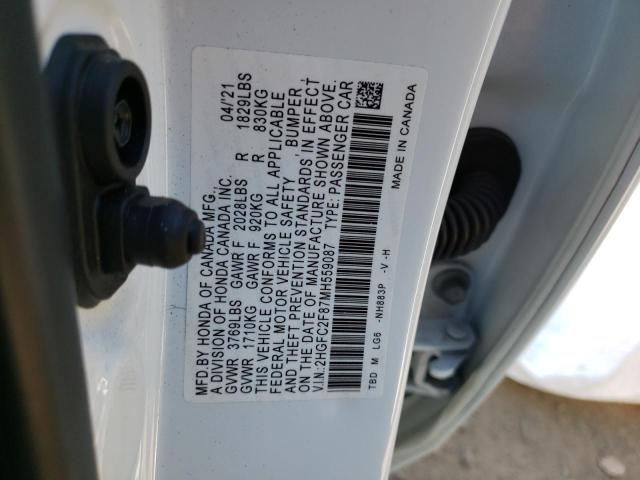 MFD.BY HONDA OF CANADA MFG. 04/21
A DIVISION OF HONDA CANADA INC.
GVWR 3769LBS GAWR F 2028LBS R 1829LBS
GVWR 1710KG GAWR F 920KG R 830KG
THIS VEHICLE CONFORMS TO ALL APPLICABLE
FEDERAL MOTOR VEHICLE SAFETY BUMPER,
AND THEFT PREVENTION STANDARDS IN EFFECT
ON THE DATE OF MANUFACTURE SHOWN ABOVE.
V.I.N.:2HGFC2F87MH559087 TYPE: PASSENGER CAR
TBD M LG6 -NH883P -V -H MADE IN CANADA